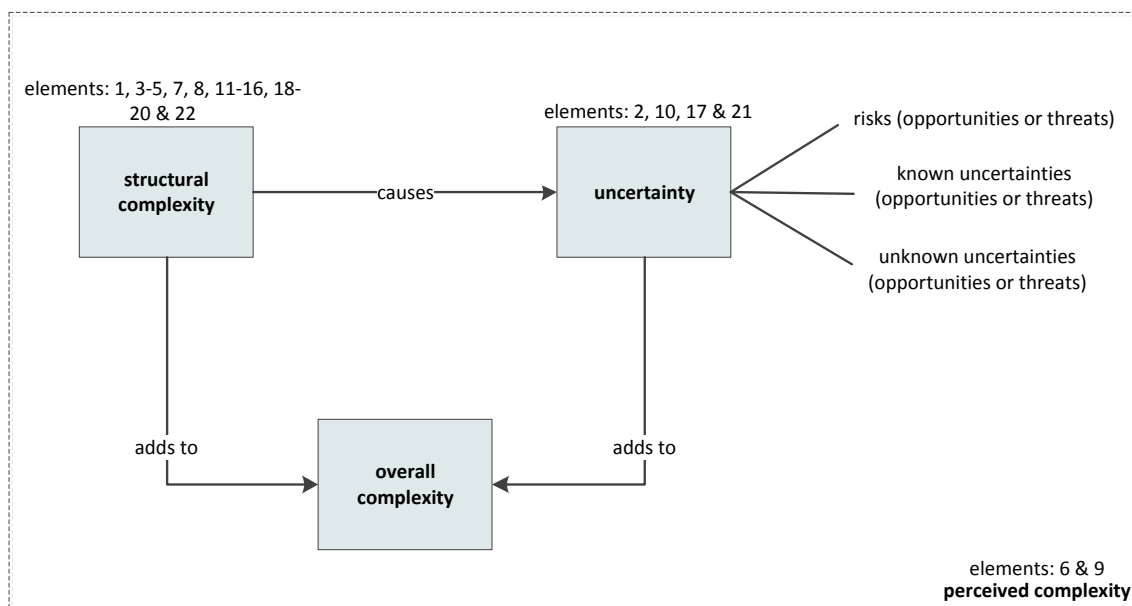 elements: 1, 3-5, 7, 8, 11-16, 18-
20 & 22
structural
complexity
causes
elements: 2, 10, 17 & 21
uncertainty
risks (opportunities or threats)
known uncertainties
(opportunities or threats)
unknown uncertainties
(opportunities or threats)
adds to
adds to
overall
complexity
elements: 6 & 9
perceived complexity